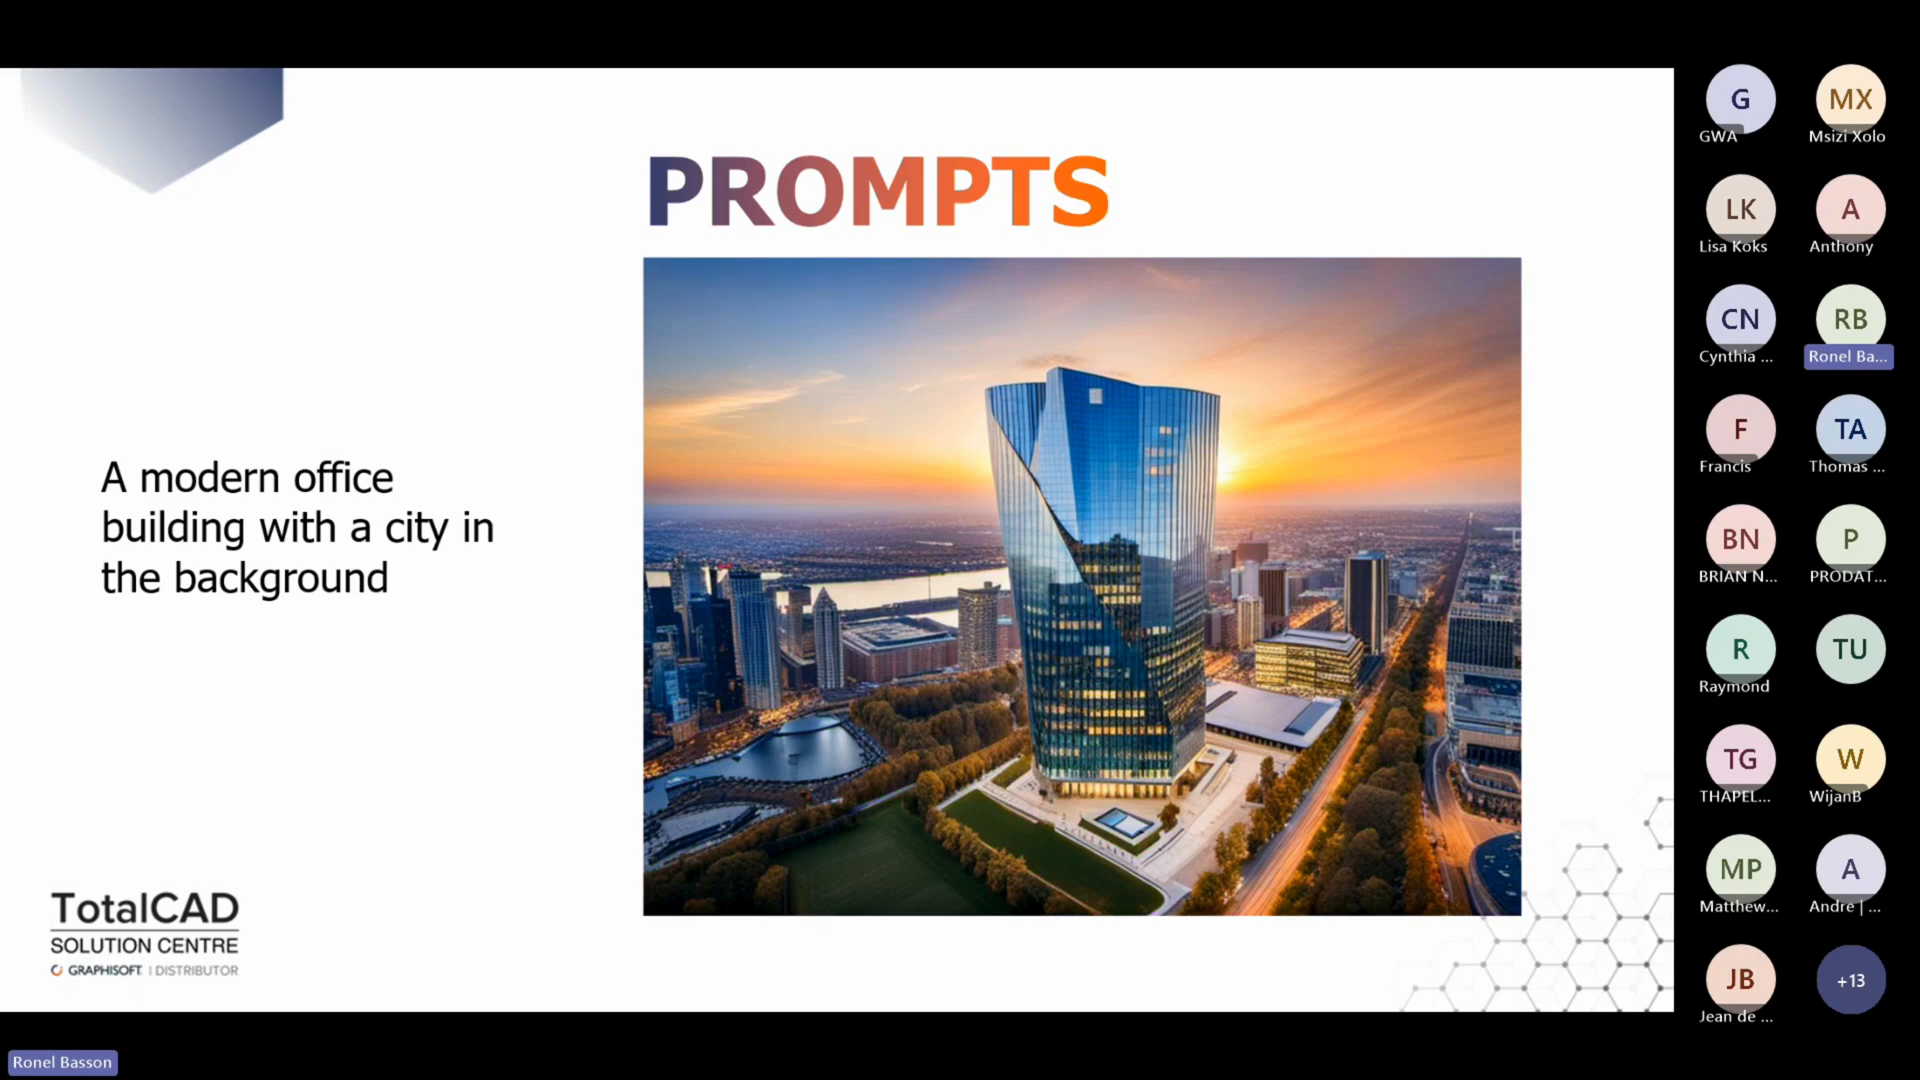 PROMPTS
A modern office
building with a city in
the background
TotalCAD
SOLUTION CENTRE
GRAPHISOFT | DISTRIBUTOR
G
GWA
MX
Msizi Xolo
LK
Lisa Koks
A
Anthony
CN
Cynthia ...
RB
Ronel Ba...
F
Francis
TA
Thomas ...
BN
BRIAN N...
P
PRODAT...
R
Raymond
TU
TG
THAPEL...
W
WijanB
MP
Matthew...
A
Andre | ...
JB
Jean de ...
+13
Ronel Basson